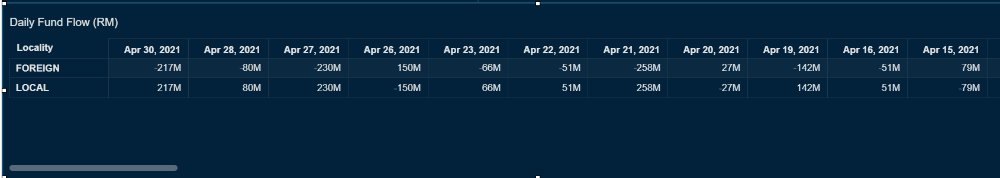 Daily Fund Flow (RM)
Locality Apr 30, 2021 Apr 28, 2021 Apr 27, 2021 Apr 26, 2021 Apr 23, 2021 Apr 22, 2021 Apr 21, 2021 Apr 20, 2021 Apr 19, 2021 Apr 16, 2021 Apr 15, 2021
FOREIGN -217M -80M -230M 150M -66M -51M -258M 27M -142M -51M 79M
LOCAL 217M 80M 230M -150M 66M 51M 258M -27M 142M 51M -79M